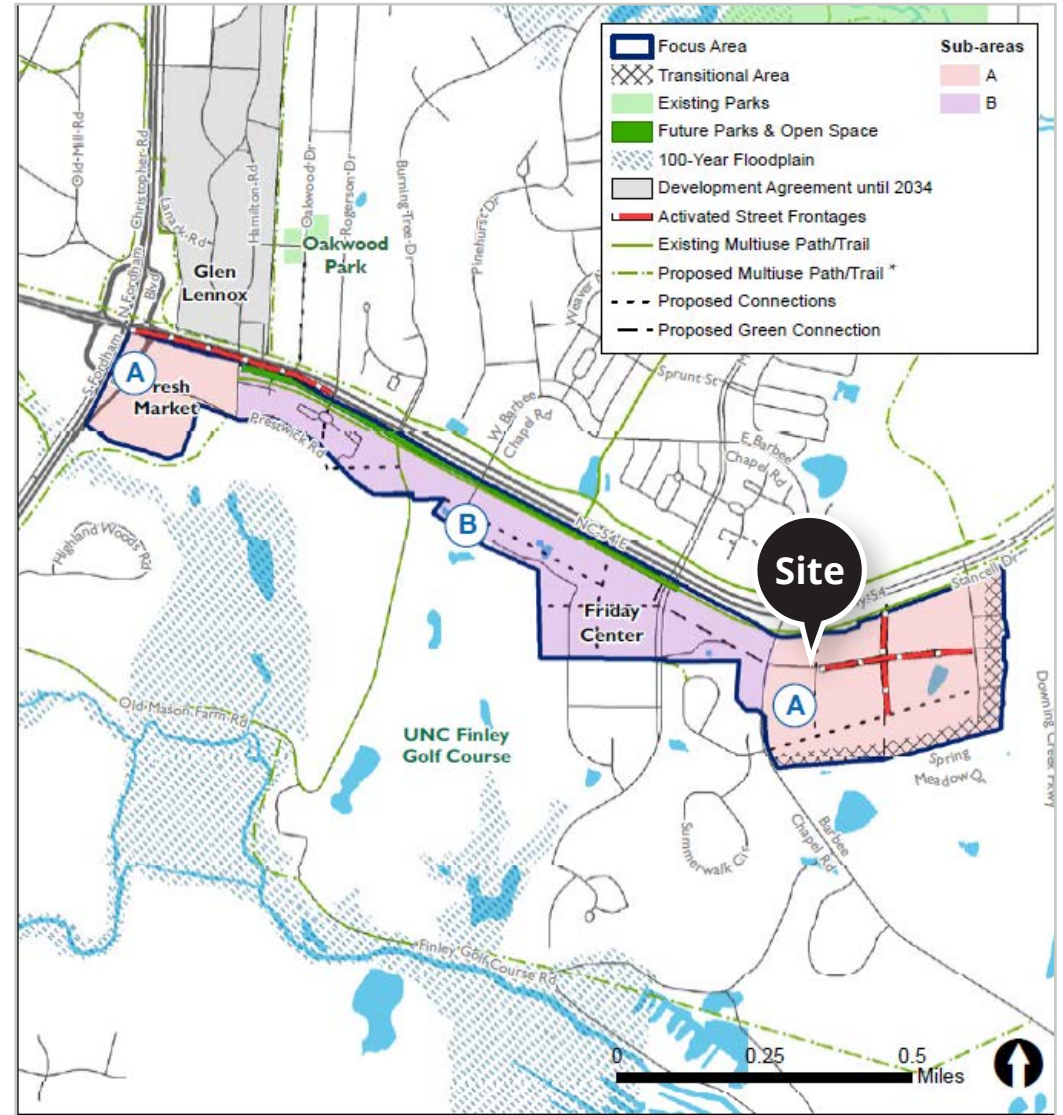 Focus Area
Transitional Area
Existing Parks
Future Parks & Open Space
100-Year Floodplain
Development Agreement until 2034
Activated Street Frontages
Existing Multiuse Path/Trail
Proposed Multiuse Path/Trail *
Proposed Connections
Proposed Green Connection
Sub-areas
A
B
Old-Mill-Rd
Christopher-Rd
Lanark-Rd
Hamilton-Rd
Oakwood-Dr
Rogerson-Dr
Burning-Tree-Dr
Pinehurst-Dr
Weaver
Oakwood
Park
Glen
Lennox
N Fordham
Blvd
S Fordham
A
resh
Market
Prestwick Rd
W Barbee
Chapel Rd
Sprunt-St
E Barbee
Chapel Rd
NC-54-E
B
Site
y-54
Stancell Dr
Highland Woods Rd
Friday
Center
A
Old-Mason-Farm-Rd
UNC Finley
Golf Course
Spring
Meadow
Downing Creek Pkwy
Summerwalk Cir
Barbee
Chapel Rd
Finley Golf Course Rd
0
0.25
0.5
Miles